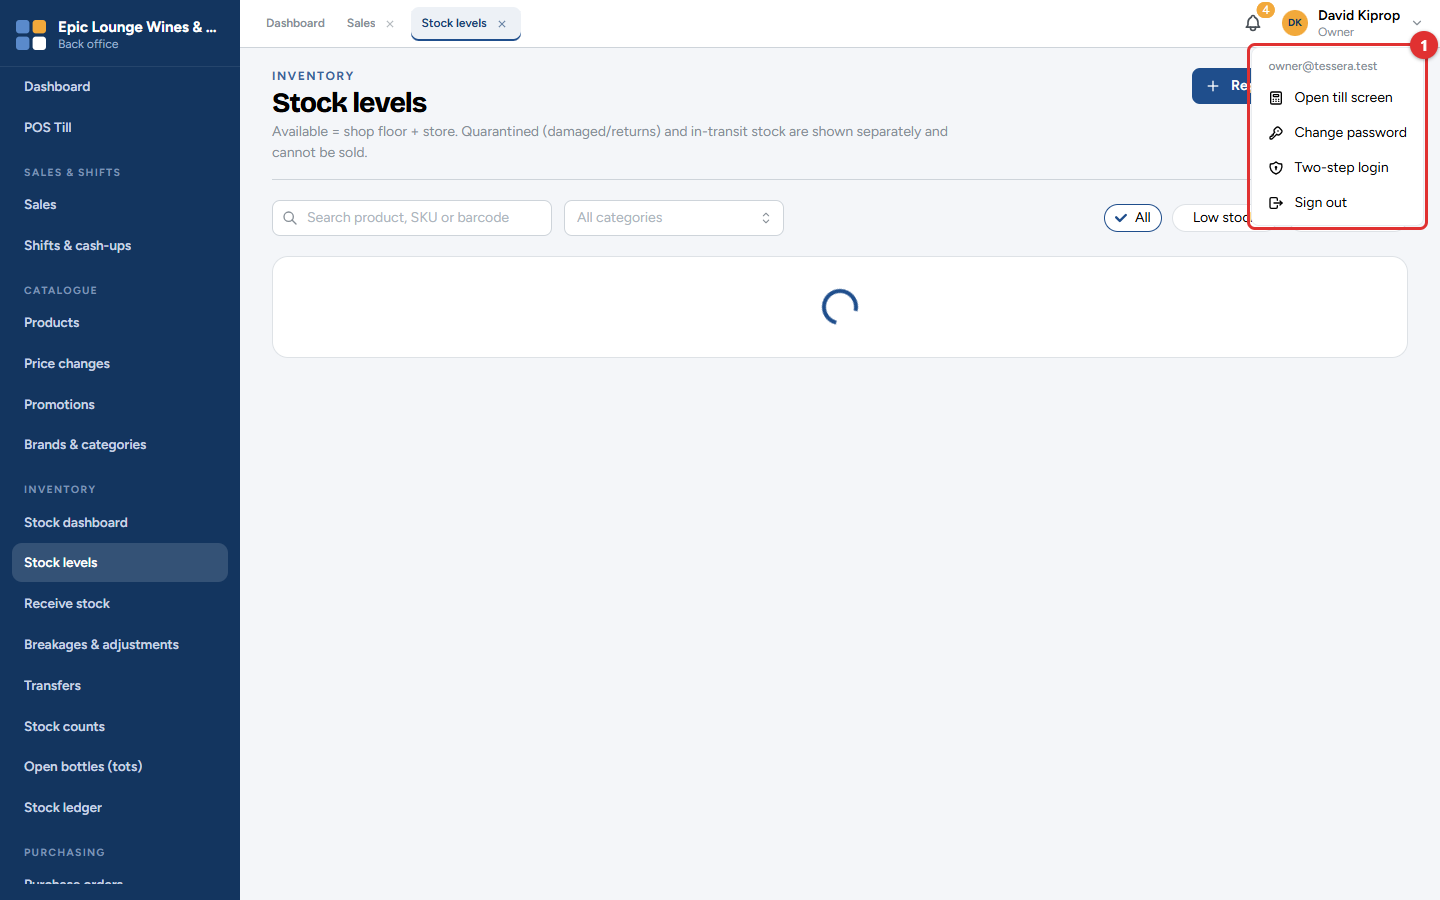 Epic Lounge Wines & ...
Back office
Dashboard
POS Till
SALES & SHIFTS
Sales
Shifts & cash-ups
CATALOGUE
Products
Price changes
Promotions
Brands & categories
INVENTORY
Stock dashboard
Stock levels
Receive stock
Breakages & adjustments
Transfers
Stock counts
Open bottles (tots)
Stock ledger
PURCHASING
Purchase orders
Dashboard
Sales
Stock levels
4
DK
David Kiprop
Owner
1
owner@tessera.test
Open till screen
Change password
Two-step login
Sign out
INVENTORY
Stock levels
Available = shop floor + store. Quarantined (damaged/returns) and in-transit stock are shown separately and
cannot be sold.
Search product, SKU or barcode
All categories
All
Low stoc